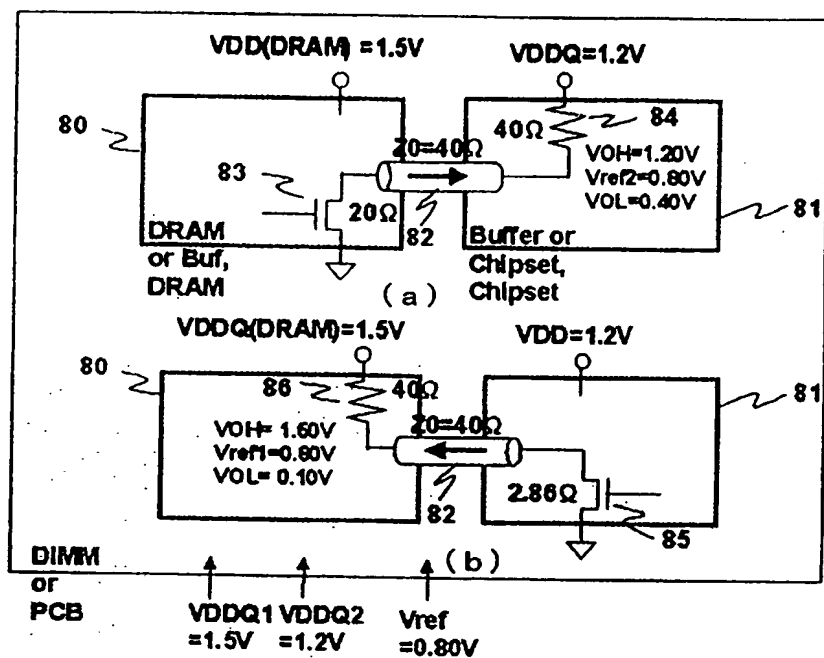 VDD(DRAM) =1.5V
VDDQ=1.2V
80
83
Z0=40Ω
40Ω
84
VOH=1.20V
Vref2=0.80V
VOL=0.40V
81
20Ω
82
DRAM
or Buf,
DRAM
Buffer or
Chipset,
Chipset
(a)
VDDQ(DRAM)=1.5V
VDD=1.2V
80
86
40Ω
Z0=40Ω
81
VOH= 1.60V
Vref1=0.80V
VOL= 0.10V
82
2.86Ω
85
(b)
DIMM
or
PCB
VDDQ1
=1.5V
VDDQ2
=1.2V
Vref
=0.80V